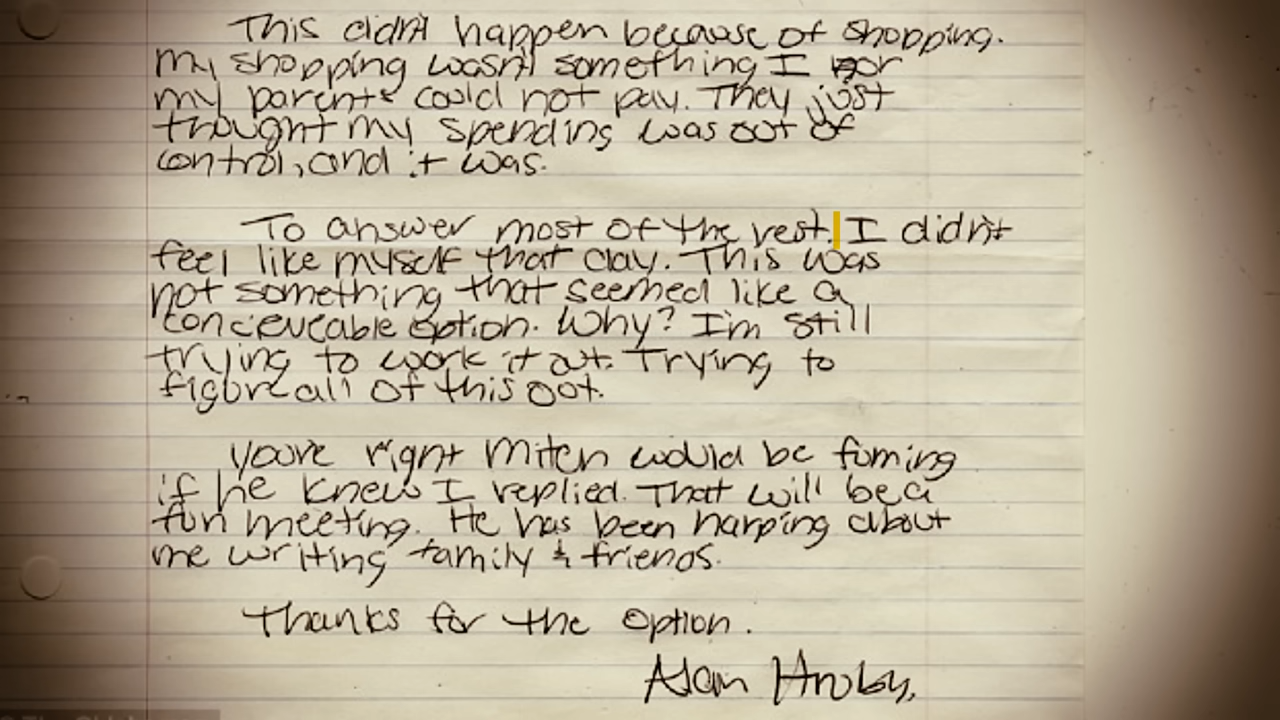 This didn't happen because of shopping.
My shopping wasn't something I or
my parents could not pay. They just
thought my spending was out of
control, and it was.
To answer most of the rest. I didn't
feel like myself that day. This was
not something that seemed like a
conceveable option. Why? I'm still
trying to work it out. Trying to
figure all of this out.
You're right Mitch would be fuming
if he knew I replied. That will be a
fun meeting. He has been harping about
me writing family & friends.
Thanks for the option.
Alan Hruby